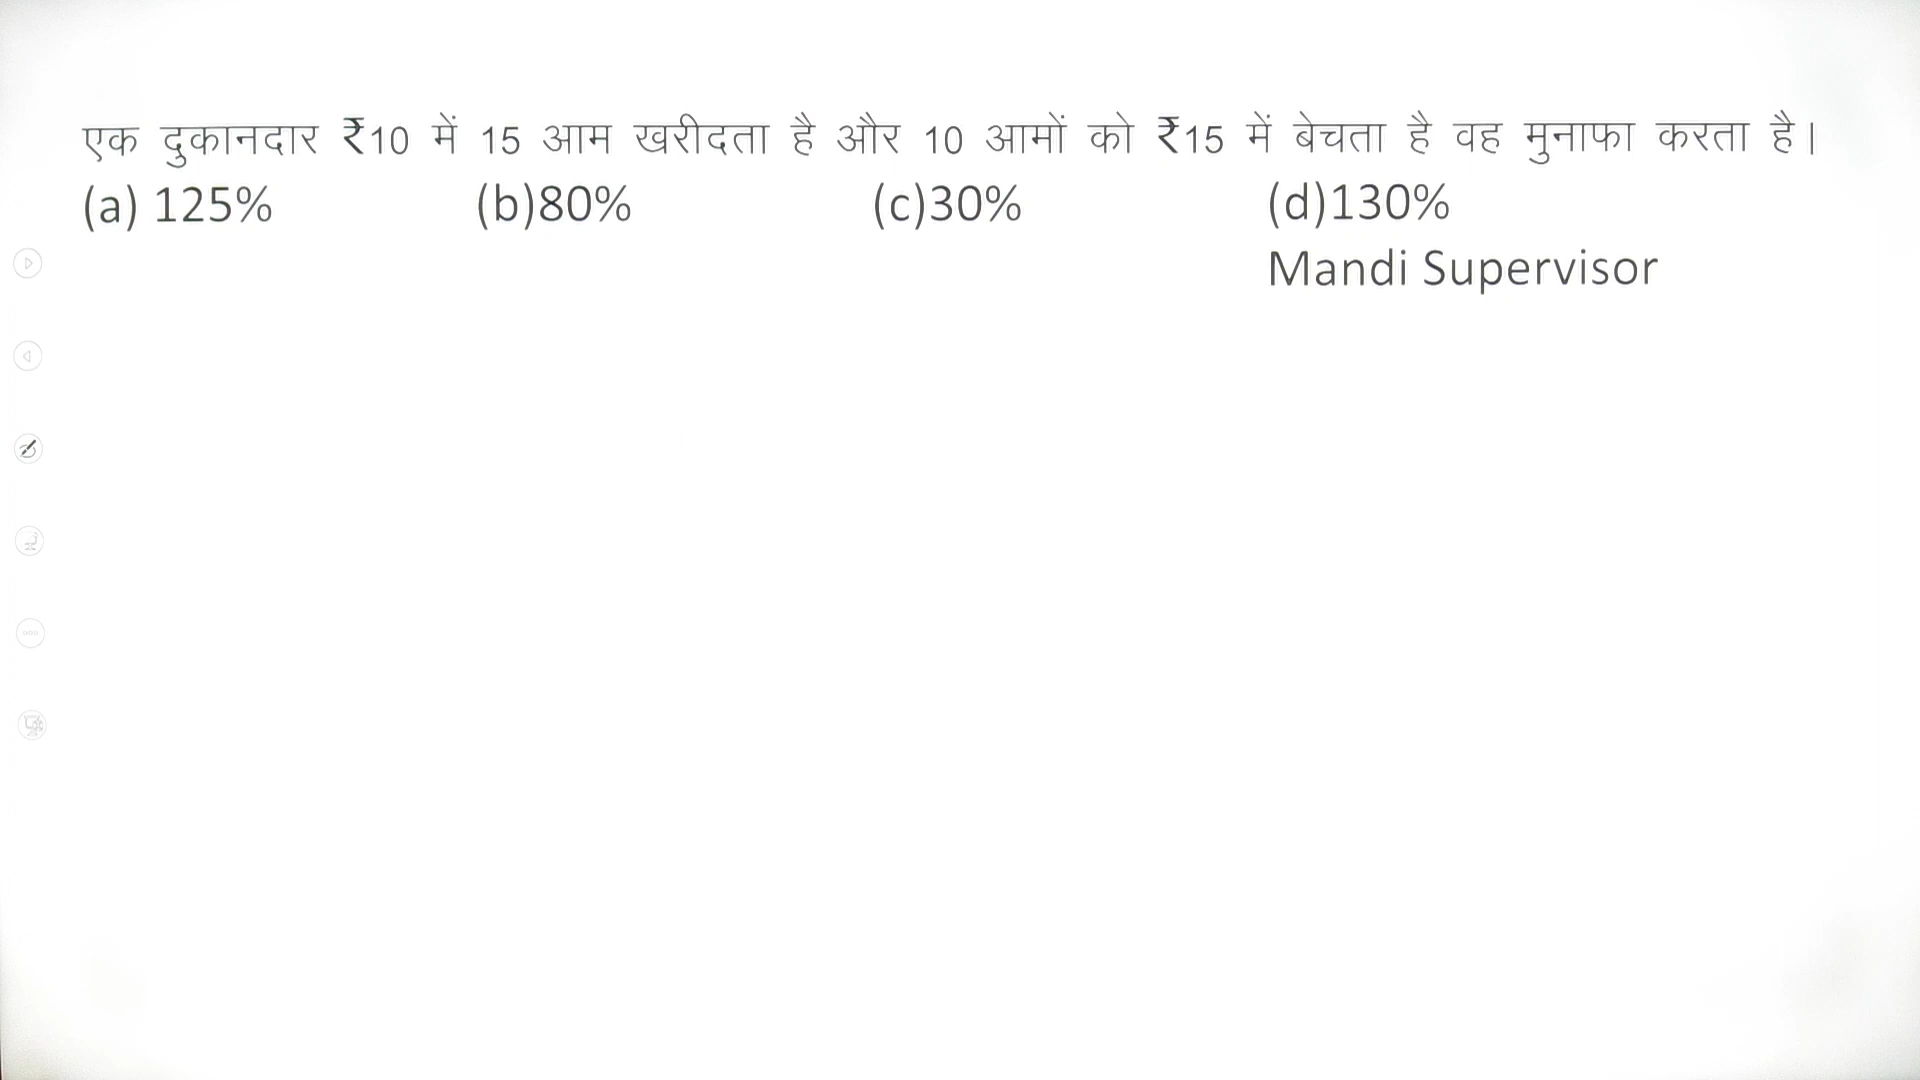 एक दुकानदार ₹10 में 15 आम खरीदता है और 10 आमों को ₹15 में बेचता है वह मुनाफा करता है।
(a) 125% (b)80% (c)30% (d)130%
Mandi Supervisor